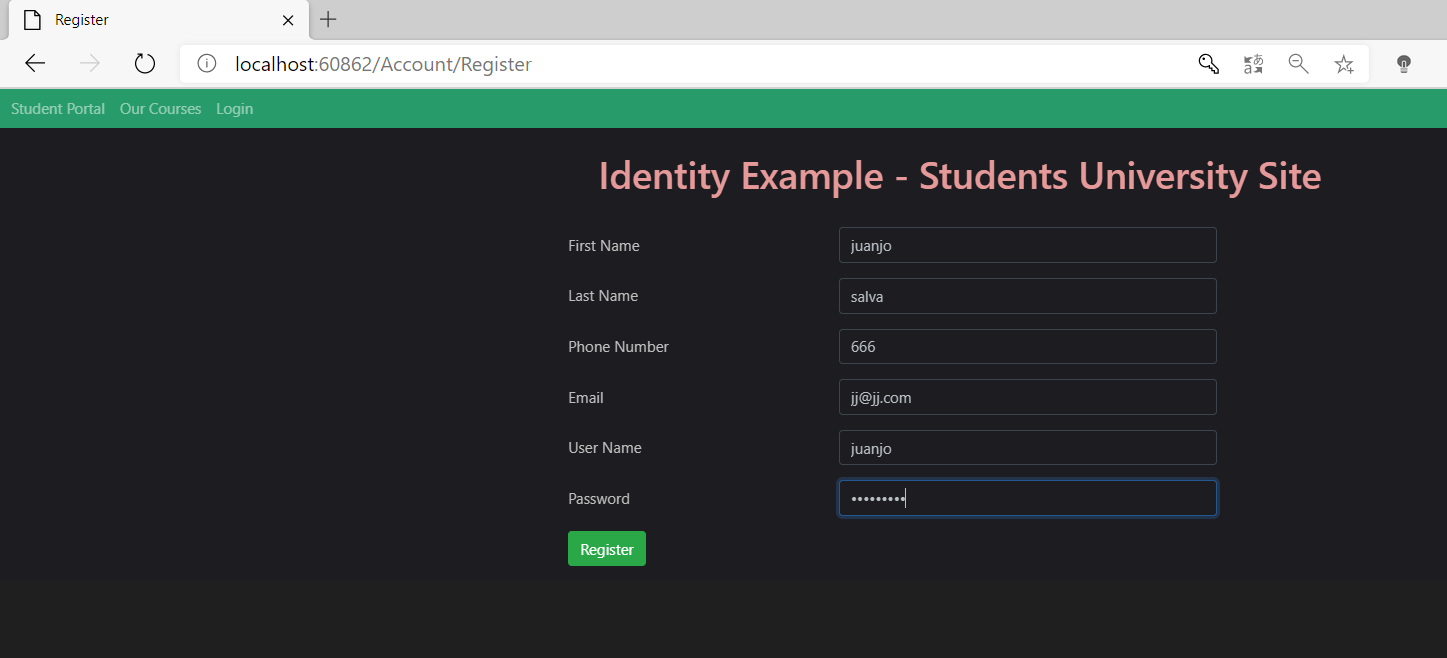 Register
localhost:60862/Account/Register
Student Portal Our Courses Login
Identity Example - Students University Site
First Name juanjo
Last Name salva
Phone Number 666
Email jj@jj.com
User Name juanjo
Password •••••••••
Register